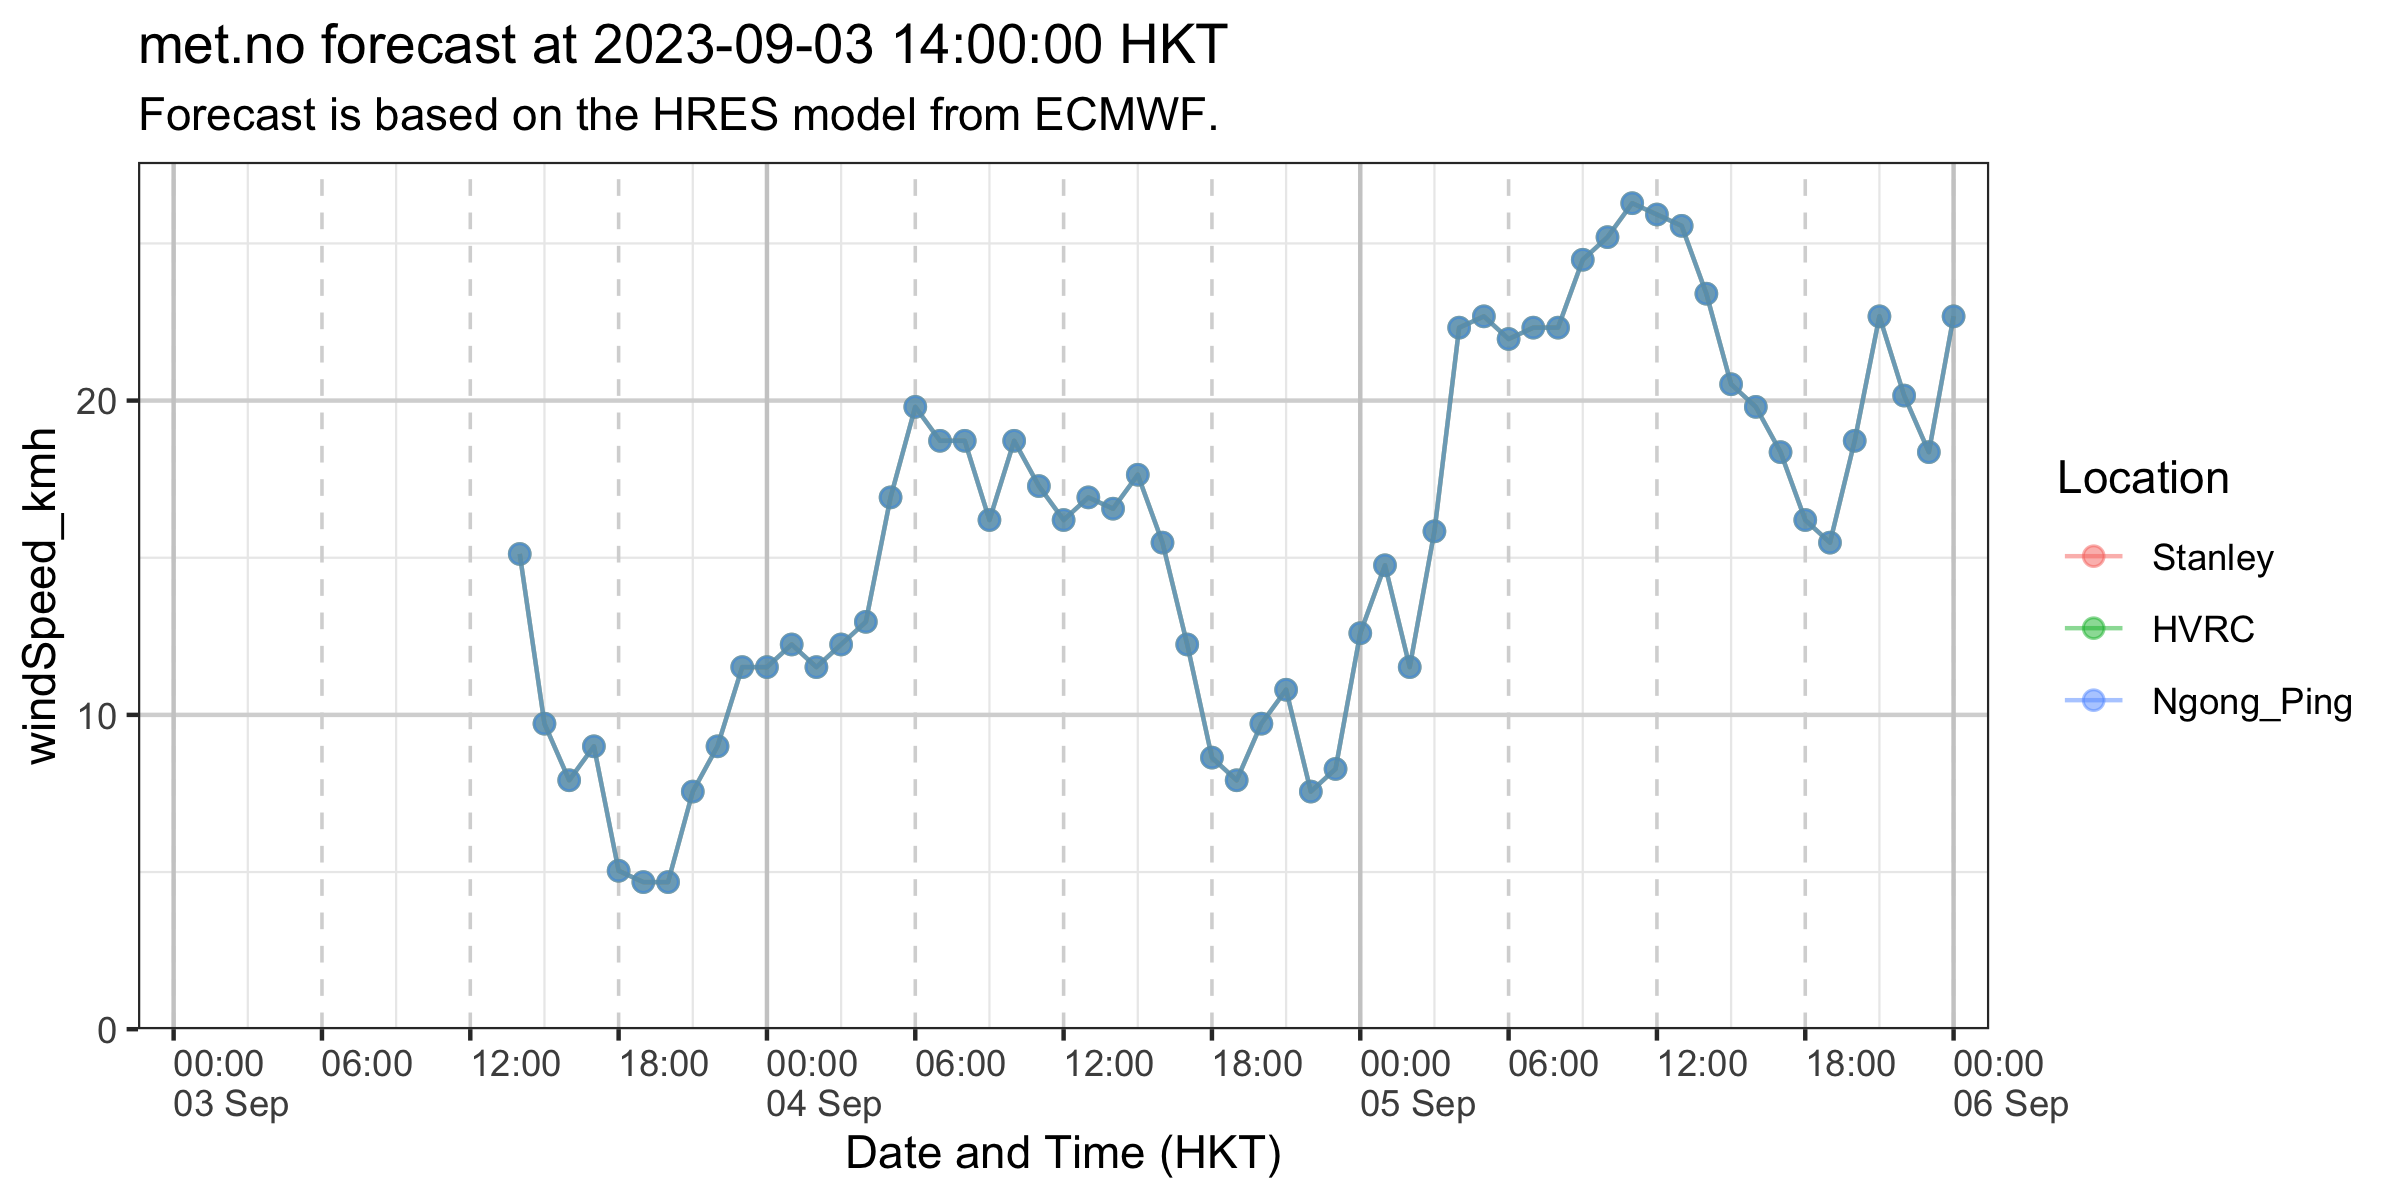 met.no forecast at 2023-09-03 14:00:00 HKT
Forecast is based on the HRES model from ECMWF.
windSpeed_kmh
20
10
0
00:00 06:00 12:00 18:00 00:00 06:00 12:00 18:00 00:00 06:00 12:00 18:00 00:00
03 Sep 04 Sep 05 Sep 06 Sep
Date and Time (HKT)
Location
Stanley
HVRC
Ngong_Ping